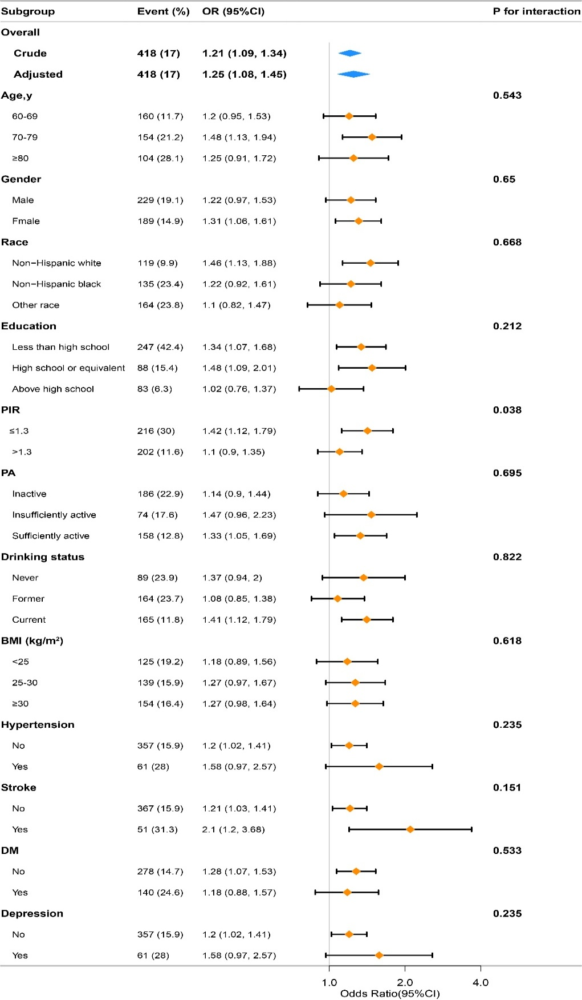 Subgroup Event (%) OR (95%CI) P for interaction
Overall
Crude 418 (17) 1.21 (1.09, 1.34)
Adjusted 418 (17) 1.25 (1.08, 1.45)
Age,y 0.543
60-69 160 (11.7) 1.2 (0.95, 1.53)
70-79 154 (21.2) 1.48 (1.13, 1.94)
≥80 104 (28.1) 1.25 (0.91, 1.72)
Gender 0.65
Male 229 (19.1) 1.22 (0.97, 1.53)
Fmale 189 (14.9) 1.31 (1.06, 1.61)
Race 0.668
Non−Hispanic white 119 (9.9) 1.46 (1.13, 1.88)
Non−Hispanic black 135 (23.4) 1.22 (0.92, 1.61)
Other race 164 (23.8) 1.1 (0.82, 1.47)
Education 0.212
Less than high school 247 (42.4) 1.34 (1.07, 1.68)
High school or equivalent 88 (15.4) 1.48 (1.09, 2.01)
Above high school 83 (6.3) 1.02 (0.76, 1.37)
PIR 0.038
≤1.3 216 (30) 1.42 (1.12, 1.79)
>1.3 202 (11.6) 1.1 (0.9, 1.35)
PA 0.695
Inactive 186 (22.9) 1.14 (0.9, 1.44)
Insufficiently active 74 (17.6) 1.47 (0.96, 2.23)
Sufficiently active 158 (12.8) 1.33 (1.05, 1.69)
Drinking status 0.822
Never 89 (23.9) 1.37 (0.94, 2)
Former 164 (23.7) 1.08 (0.85, 1.38)
Current 165 (11.8) 1.41 (1.12, 1.79)
BMI (kg/m²) 0.618
<25 125 (19.2) 1.18 (0.89, 1.56)
25-30 139 (15.9) 1.27 (0.97, 1.67)
≥30 154 (16.4) 1.27 (0.98, 1.64)
Hypertension 0.235
No 357 (15.9) 1.2 (1.02, 1.41)
Yes 61 (28) 1.58 (0.97, 2.57)
Stroke 0.151
No 367 (15.9) 1.21 (1.03, 1.41)
Yes 51 (31.3) 2.1 (1.2, 3.68)
DM 0.533
No 278 (14.7) 1.28 (1.07, 1.53)
Yes 140 (24.6) 1.18 (0.88, 1.57)
Depression 0.235
No 357 (15.9) 1.2 (1.02, 1.41)
Yes 61 (28) 1.58 (0.97, 2.57)
1.0 2.0 4.0
Odds Ratio(95%CI)